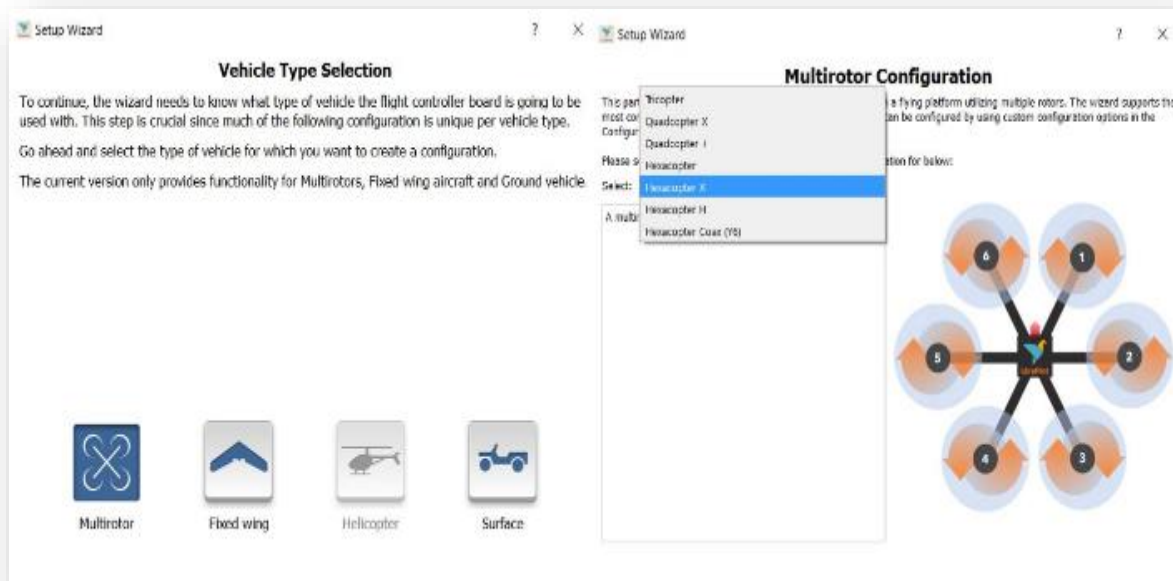 Setup Wizard
?
X
Vehicle Type Selection
To continue, the wizard needs to know what type of vehicle the flight controller board is going to be
used with. This step is crucial since much of the following configuration is unique per vehicle type.
Go ahead and select the type of vehicle for which you want to create a configuration.
The current version only provides functionality for Multirotors, Fixed wing aircraft and Ground vehicle
Multirotor
Fixed wing
Helicopter
Surface
Setup Wizard
?
X
Multirotor Configuration
This par
a flying platform utilizing multiple rotors. The wizard supports the
most co
can be configured by using custom configuration options in the
Configur
Please s
ation for below:
Select:
Tricopter
Quadcopter X
Quadcopter
Hexacopter
Hexacopter X
Hexacopter H
Hexacopter Coax (Y6)
A multi
6
1
5
2
4
3